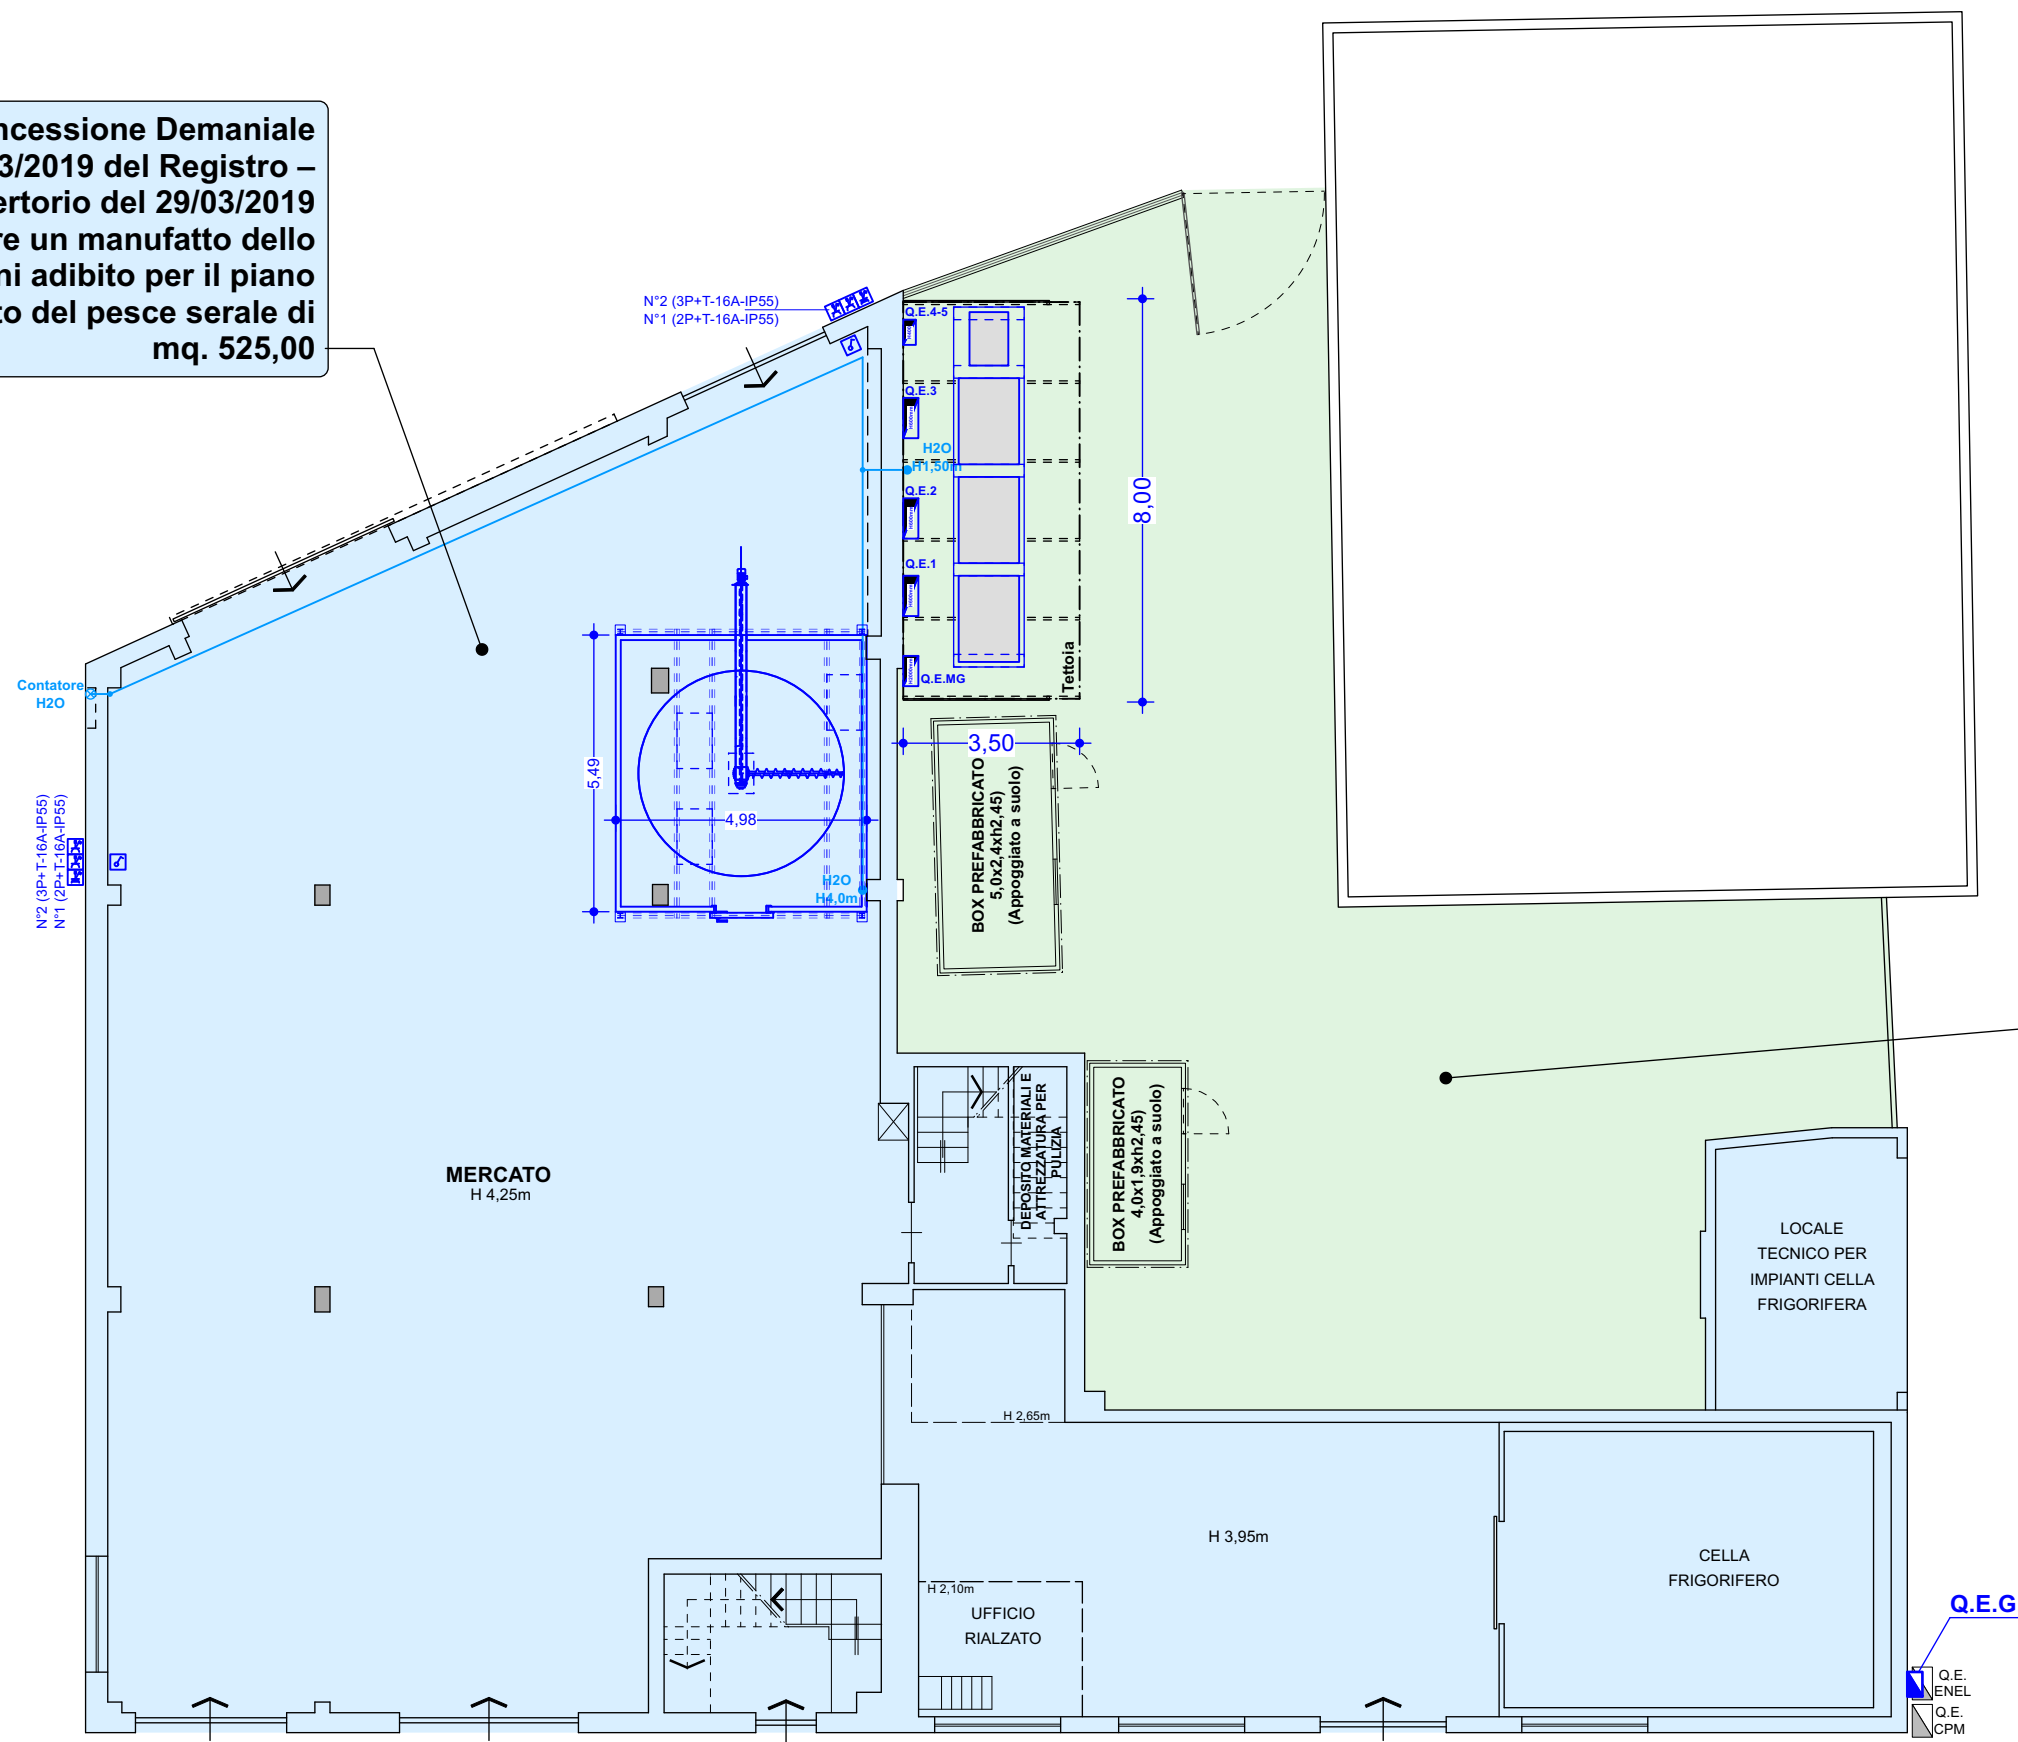 ncessione Demaniale
3/2019 del Registro –
ertorio del 29/03/2019
re un manufatto dello
ni adibito per il piano
to del pesce serale di
mq. 525,00
N°2 (3P+T-16A-IP55)
N°1 (2P+T-16A-IP55)
Q.E.4-5
Q.E.3
H2O
H1,50m
Q.E.2
Q.E.1
Q.E.MG
Tettoia
8,00
3,50
Contatore
H2O
5,49
4,98
H2O
H4,0m
N°2 (3P+T-16A-IP55)
N°1 (2P+T-16A-IP55)
BOX PREFABBRICATO
5,0x2,4xh2,45)
(Appoggiato a suolo)
DEPOSITO MATERIALI E
ATTREZZATURA PER
PULIZIA
BOX PREFABBRICATO
4,0x1,9xh2,45)
(Appoggiato a suolo)
MERCATO
H 4,25m
LOCALE
TECNICO PER
IMPIANTI CELLA
FRIGORIFERA
H 2,65m
H 3,95m
CELLA
FRIGORIFERO
H 2,10m
UFFICIO
RIALZATO
Q.E.G
Q.E.
ENEL
Q.E.
CPM